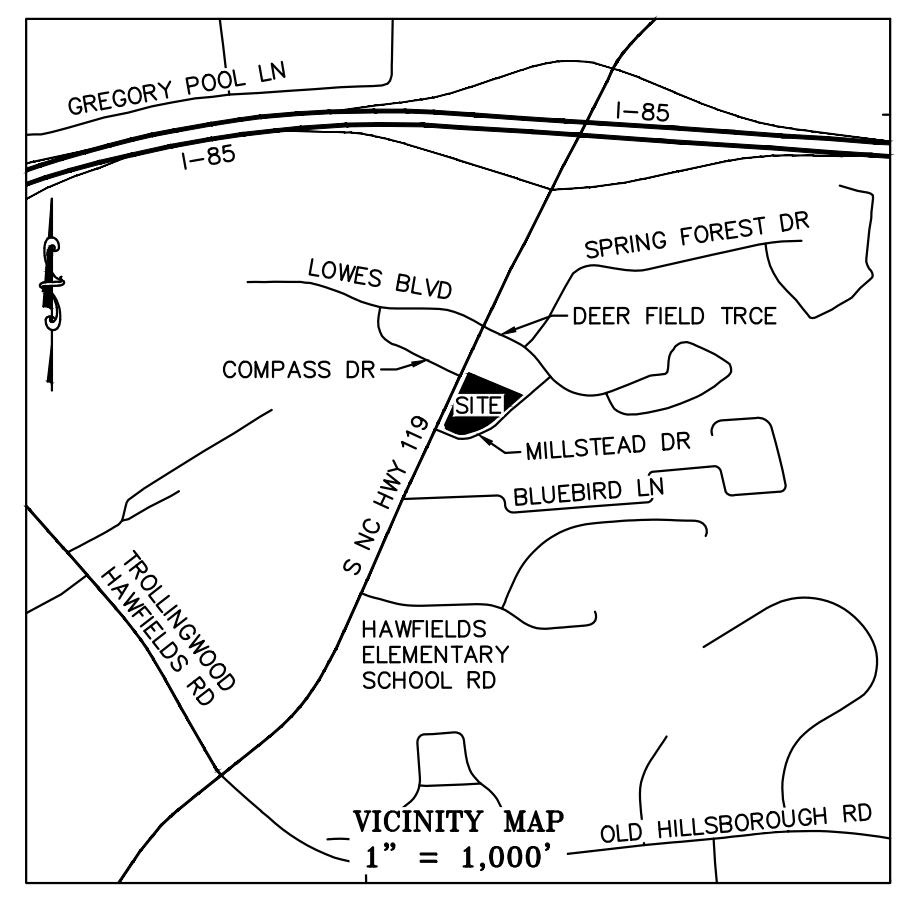 GREGORY POOL LN
I-85
I-85
SPRING FOREST DR
LOWES BLVD
DEER FIELD TRCE
COMPASS DR
SITE
MILLSTEAD DR
S NC HWY 119
BLUEBIRD LN
TROLLINGWOOD
HAWFIELDS RD
HAWFIELDS
ELEMENTARY
SCHOOL RD
VICINITY MAP
1" = 1,000'
OLD HILLSBOROUGH RD